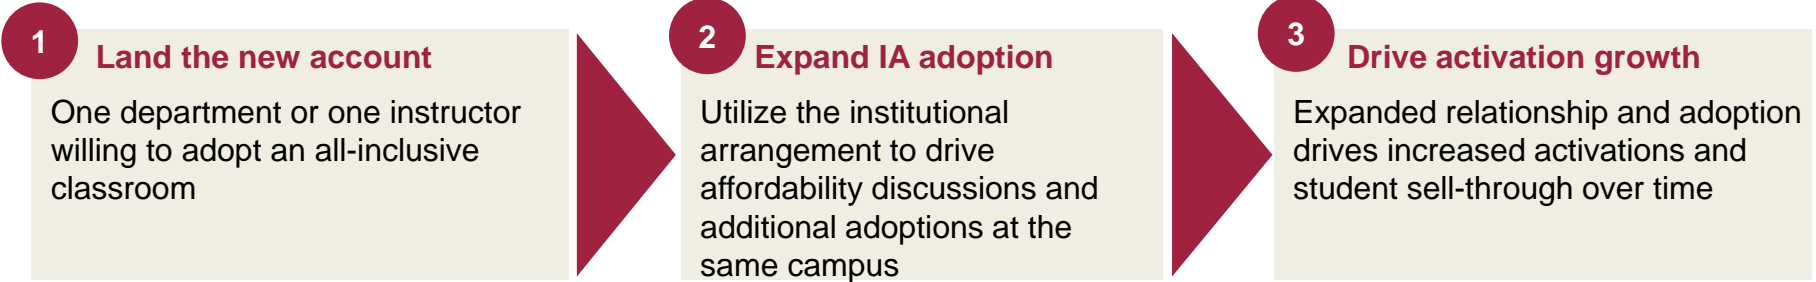 1
Land the new account
One department or one instructor
willing to adopt an all-inclusive
classroom
2
Expand IA adoption
Utilize the institutional
arrangement to drive
affordability discussions and
additional adoptions at the
same campus
3
Drive activation growth
Expanded relationship and adoption
drives increased activations and
student sell-through over time